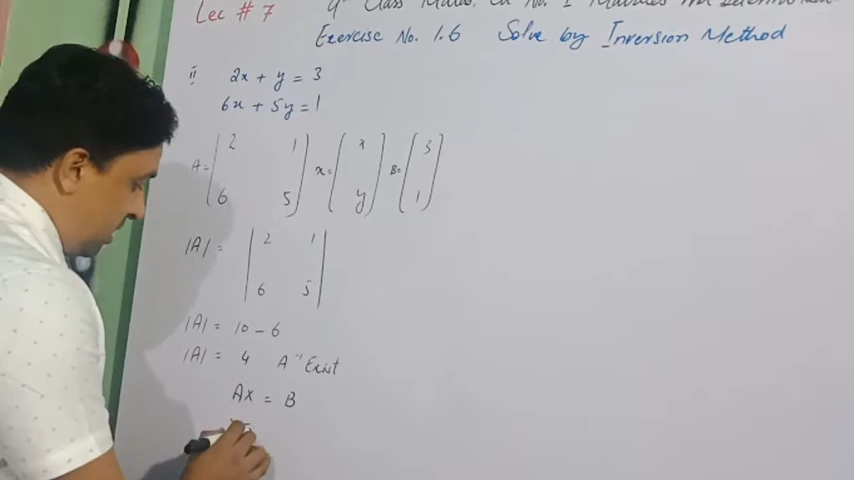 Lec # 7 9th Class Maths, Ch No. 1 Matrices and
Exercise No. 1.6 Solve by Inversion Method
ii 2x + y = 3
6x + 5y = 1
A = 2 1 x = x B = 3
6 5 y 1
|A| = 2 1
6 5
|A| = 10 - 6
|A| = 4 A⁻¹ Exist
Ax = B